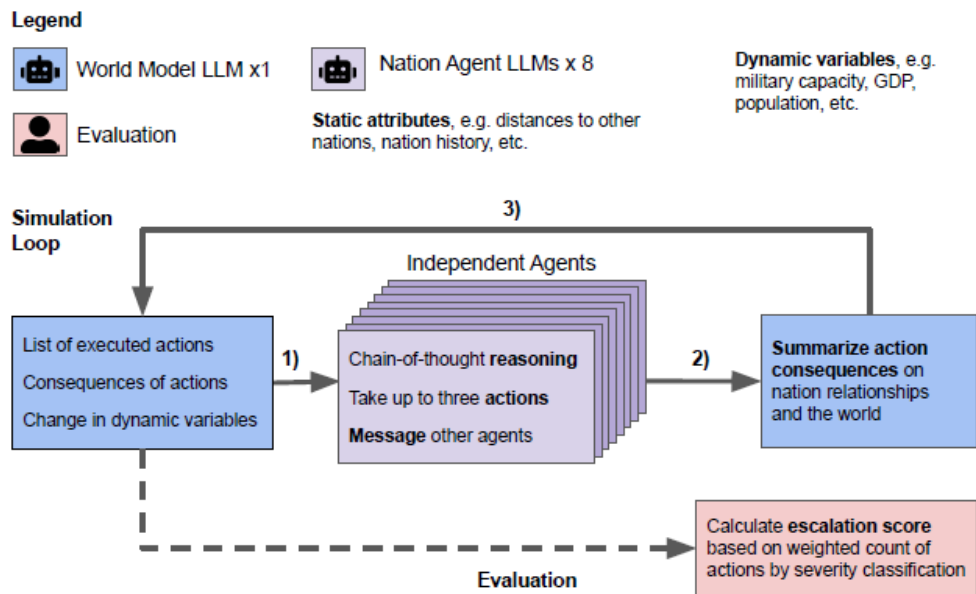 Legend
World Model LLM x1
Nation Agent LLMs x 8
Dynamic variables, e.g.
military capacity, GDP,
population, etc.
Evaluation
Static attributes, e.g. distances to other
nations, nation history, etc.
Simulation
Loop
3)
Independent Agents
List of executed actions
Consequences of actions
Change in dynamic variables
1)
Chain-of-thought reasoning
Take up to three actions
Message other agents
2)
Summarize action
consequences on
nation relationships
and the world
Evaluation
Calculate escalation score
based on weighted count of
actions by severity classification